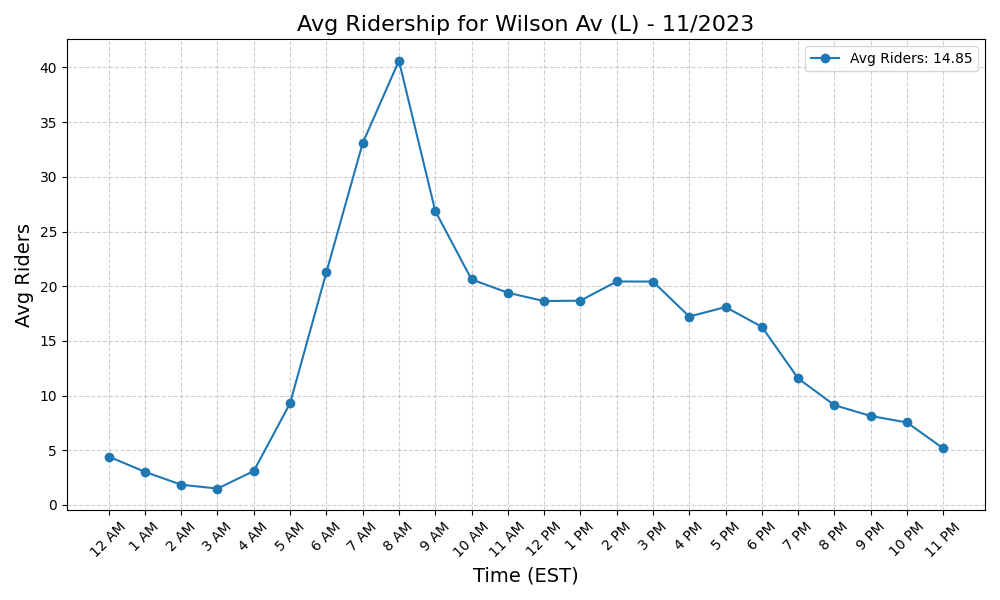 Avg Ridership for Wilson Av (L) - 11/2023
Avg Riders: 14.85
Avg Riders
40
35
30
25
20
15
10
5
0
12 AM
1 AM
2 AM
3 AM
4 AM
5 AM
6 AM
7 AM
8 AM
9 AM
10 AM
11 AM
12 PM
1 PM
2 PM
3 PM
4 PM
5 PM
6 PM
7 PM
8 PM
9 PM
10 PM
11 PM
Time (EST)